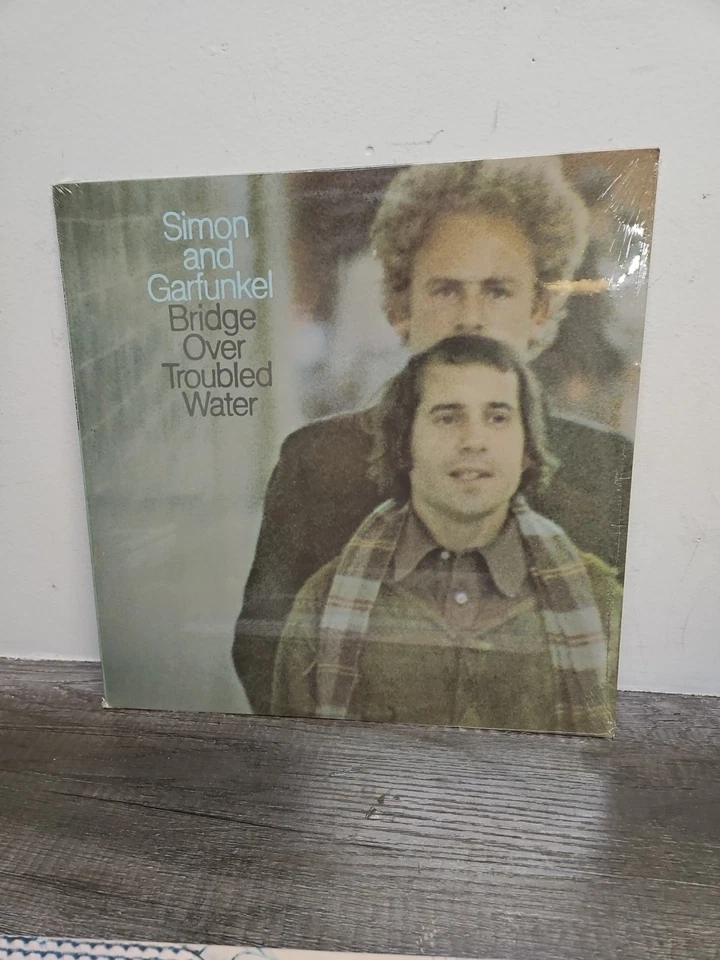 Simon
and
Garfunkel
Bridge
Over
Troubled
Water